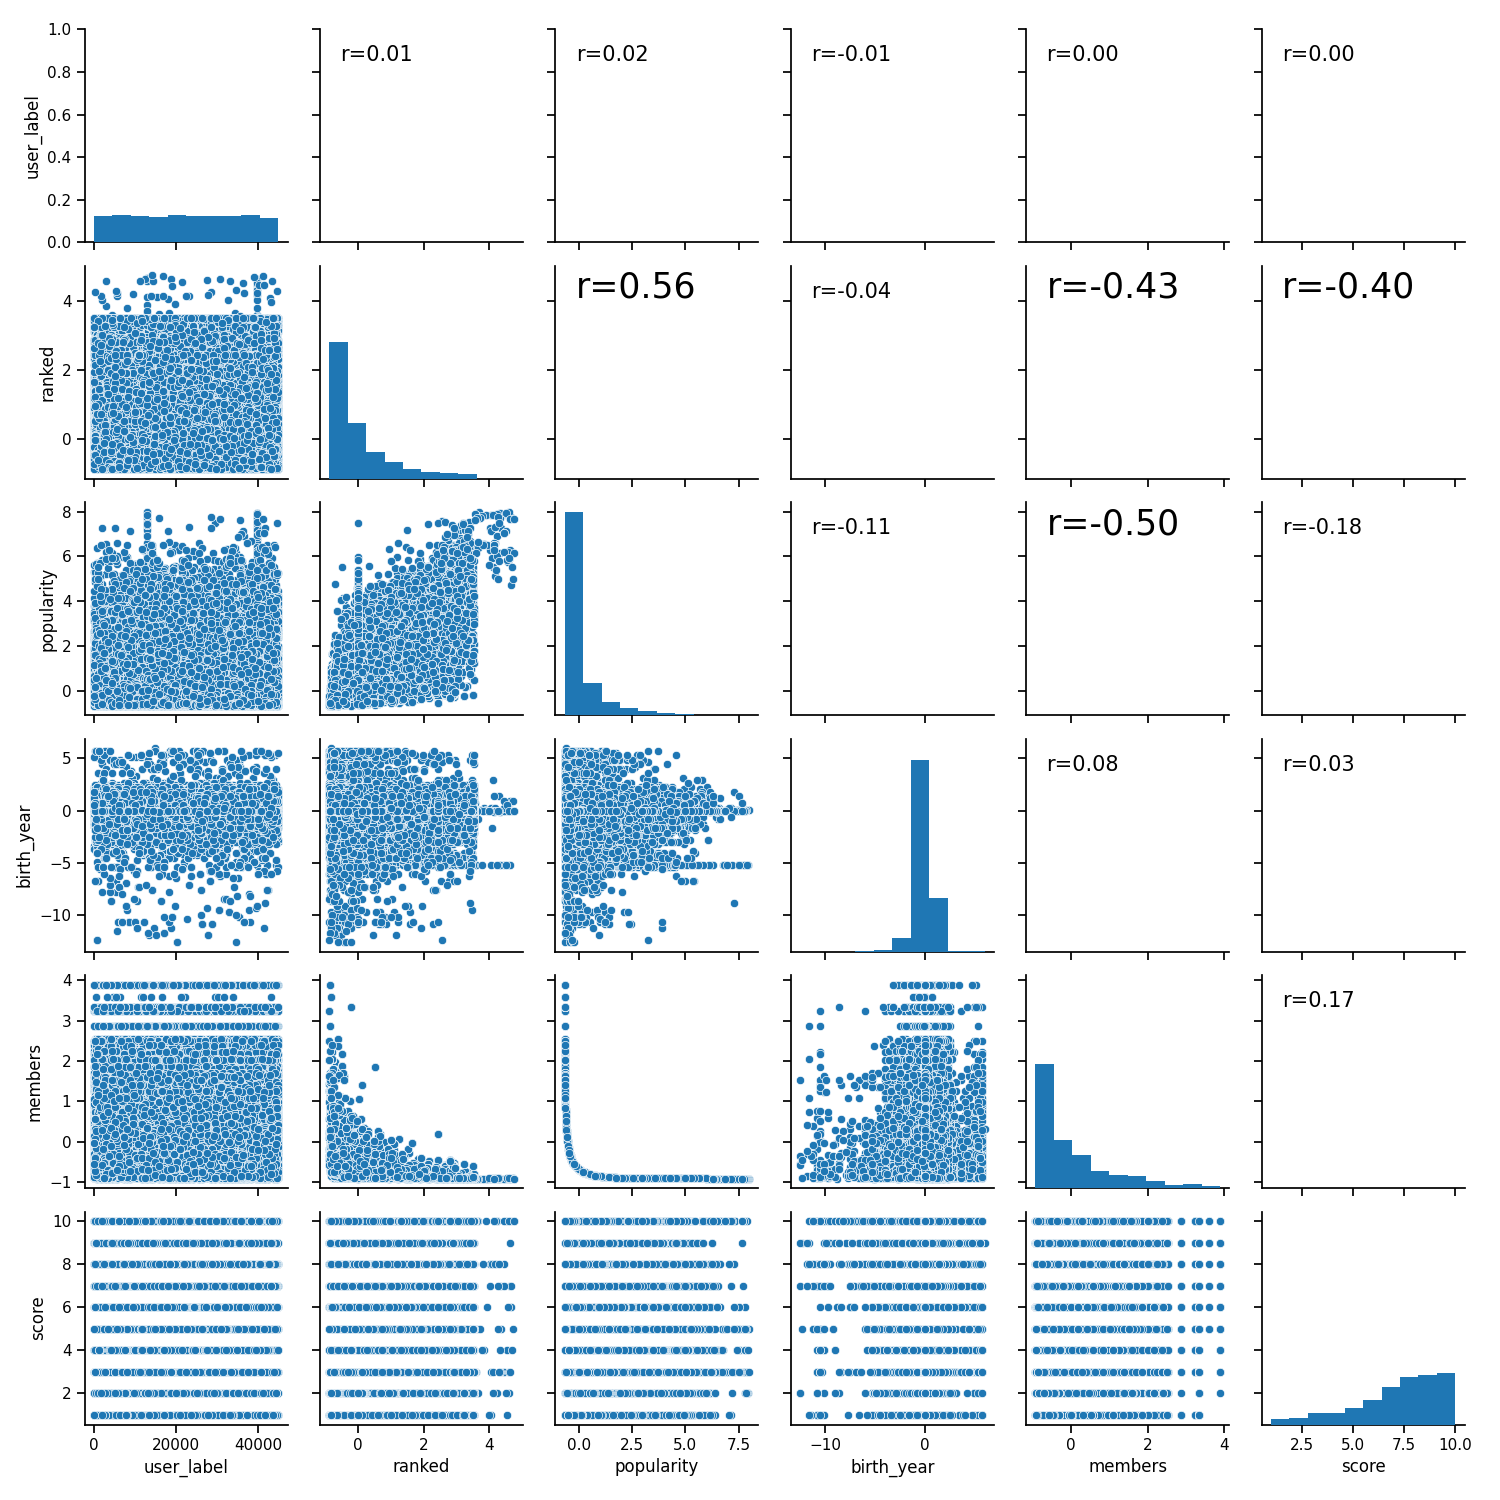 1.0
0.8
0.6
0.4
0.2
0.0
user_label
r=0.01
r=0.02
r=-0.01
r=0.00
r=0.00
4
2
0
ranked
r=0.56
r=-0.04
r=-0.43
r=-0.40
8
6
4
2
0
popularity
r=-0.11
r=-0.50
r=-0.18
5
0
−5
−10
birth_year
r=0.08
r=0.03
4
3
2
1
0
−1
members
r=0.17
10
8
6
4
2
score
0 20000 40000
0 2 4
0.0 2.5 5.0 7.5
−10 0
0 2 4
2.5 5.0 7.5 10.0
user_label
ranked
popularity
birth_year
members
score